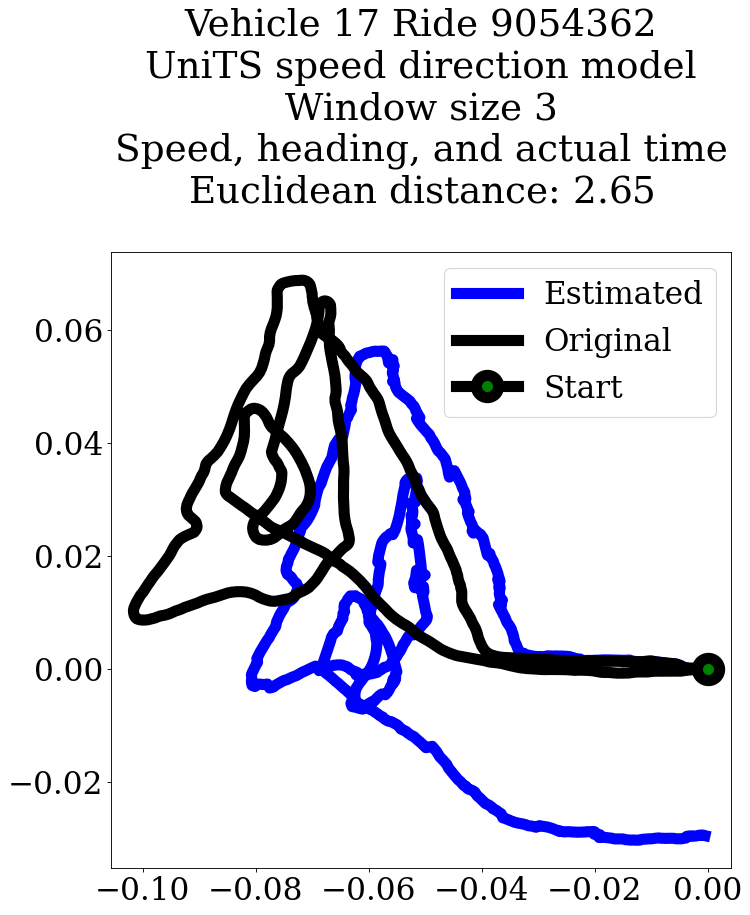 Vehicle 17 Ride 9054362
UniTS speed direction model
Window size 3
Speed, heading, and actual time
Euclidean distance: 2.65
Estimated
Original
Start
0.06
0.04
0.02
0.00
−0.02
−0.10
−0.08
−0.06
−0.04
−0.02
0.00